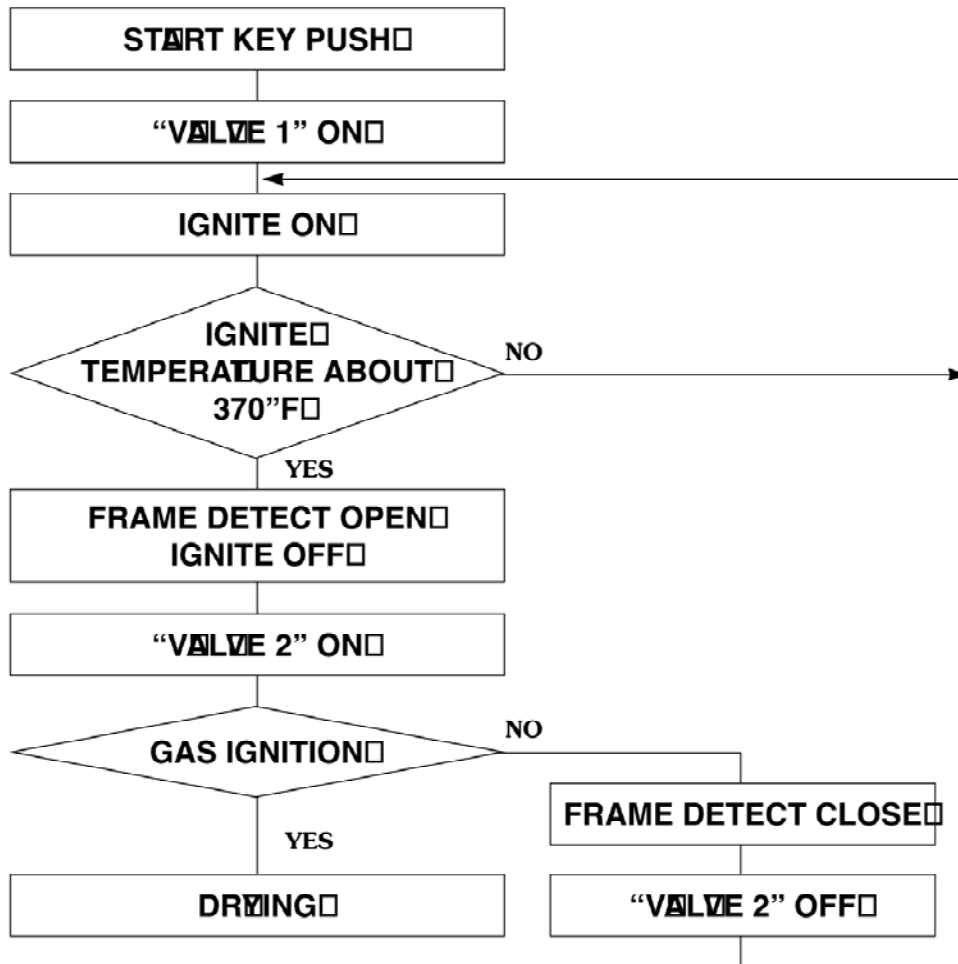 START KEY PUSH
“VALVE 1” ON
IGNITE ON
IGNITE
TEMPERATURE ABOUT
370”F
NO
YES
FRAME DETECT OPEN
IGNITE OFF
“VALVE 2” ON
GAS IGNITION
NO
YES
FRAME DETECT CLOSE
DRYING
“VALVE 2” OFF